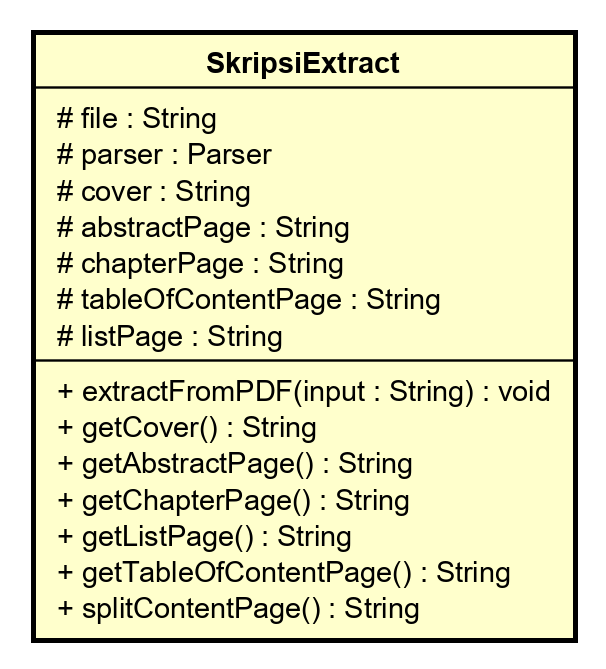 SkripsiExtract
# file : String
# parser : Parser
# cover : String
# abstractPage : String
# chapterPage : String
# tableOfContentPage : String
# listPage : String
+ extractFromPDF(input : String) : void
+ getCover() : String
+ getAbstractPage() : String
+ getChapterPage() : String
+ getListPage() : String
+ getTableOfContentPage() : String
+ splitContentPage() : String